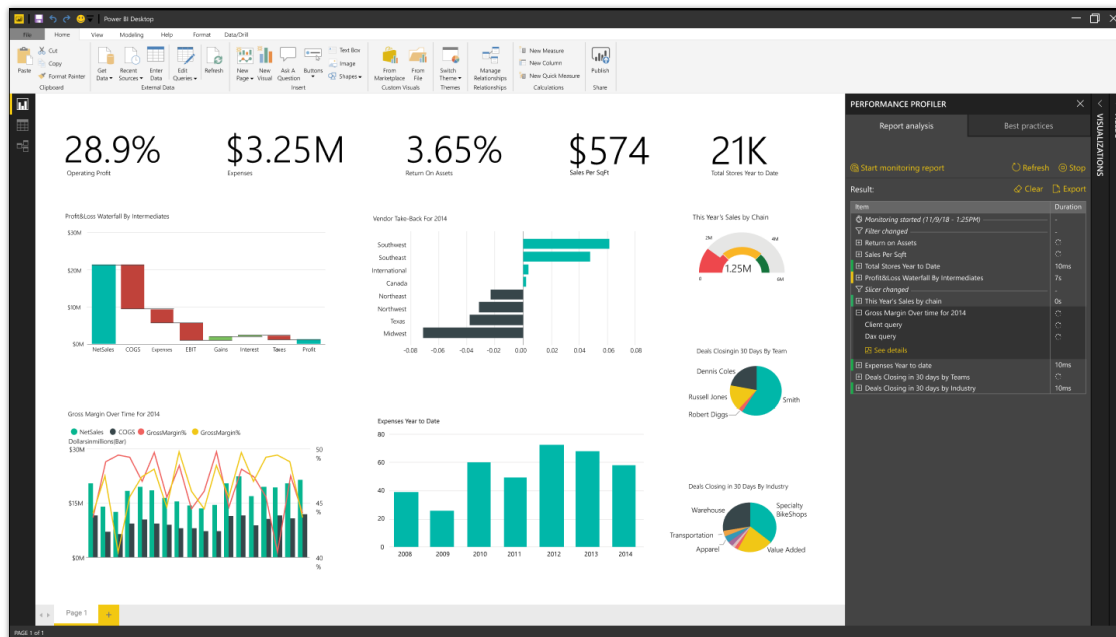 Power BI Desktop
File Home View Modeling Help Format Data/Drill
Paste
Cut
Copy
Format Painter
Clipboard
Get Data
Recent Sources
Enter Data
Edit Queries
Refresh
External Data
New Page
New Visual
Ask A Question
Buttons
Text Box
Image
Shapes
Insert
From Marketplace
From File
Custom Visuals
Switch Theme
Themes
Manage Relationships
Relationships
New Measure
New Column
New Quick Measure
Calculations
Publish
Share
28.9%
Operating Profit
$3.25M
Expenses
3.65%
Return On Assets
$574
Sales Per SqFt
21K
Total Stores Year to Date
Profit&Loss Waterfall By Intermediates
$30M
$20M
$10M
$0M
NetSales COGS Expenses EBIT Gains Interest Taxes Profit
Vendor Take-Back For 2014
Southwest
Southeast
International
Canada
Northeast
Northwest
Texas
Midwest
-0.08 -0.06 -0.04 -0.02 0.00 0.02 0.04 0.06 0.08
This Year's Sales by Chain
2M 4M
1.25M
0 6M
Deals Closingin 30 Days By Team
Dennis Coles
Russell Jones
Robert Diggs
Smith
Gross Margin Over Time For 2014
NetSales COGS GrossMargin% GrossMargin%
Dollarsinmillions(Bar)
$30M 50 %
$15M 45 %
$0M 40 %
Expenses Year to Date
80
60
40
20
0
2008 2009 2010 2011 2012 2013 2014
Deals Closing in 30 Days By Industry
Warehouse
Specialty BikeShops
Transportation
Apparel
Value Added
PERFORMANCE PROFILER
Report analysis Best practices
Start monitoring report Refresh Stop
Result: Clear Export
Item Duration
Monitoring started (11/9/18 - 1:25PM) -
Filter changed -
Return on Assets
Sales Per Sqft
Total Stores Year to Date 10ms
Profit&Loss Waterfall By Intermediates 7s
Slicer changed -
This Year's Sales by chain 0s
Gross Margin Over time for 2014
Client query
Dax query
See details
Expenses Year to date 10ms
Deals Closing in 30 days by Teams
Deals Closing in 30 days by Industry 10ms
VISUALIZATIONS
Page 1
PAGE 1 of 1